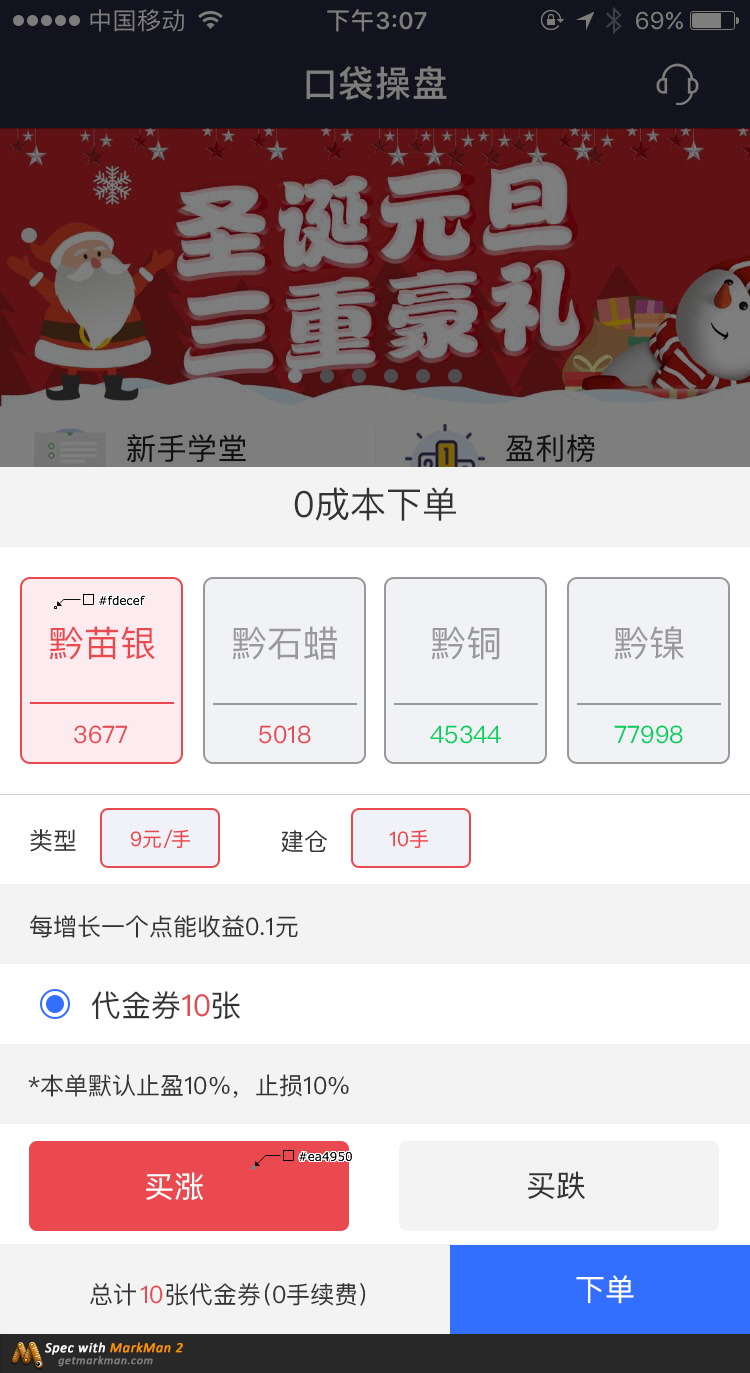 中国移动 下午3:07 69%
口袋操盘
圣诞元旦
三重豪礼
新手学堂 盈利榜
0成本下单
#fdecef
黔苗银 黔石蜡 黔铜 黔镍
3677 5018 45344 77998
类型 9元/手 建仓 10手
每增长一个点能收益0.1元
代金券10张
*本单默认止盈10%，止损10%
#ea4950
买涨 买跌
总计10张代金券(0手续费) 下单
Spec with MarkMan 2
getmarkman.com